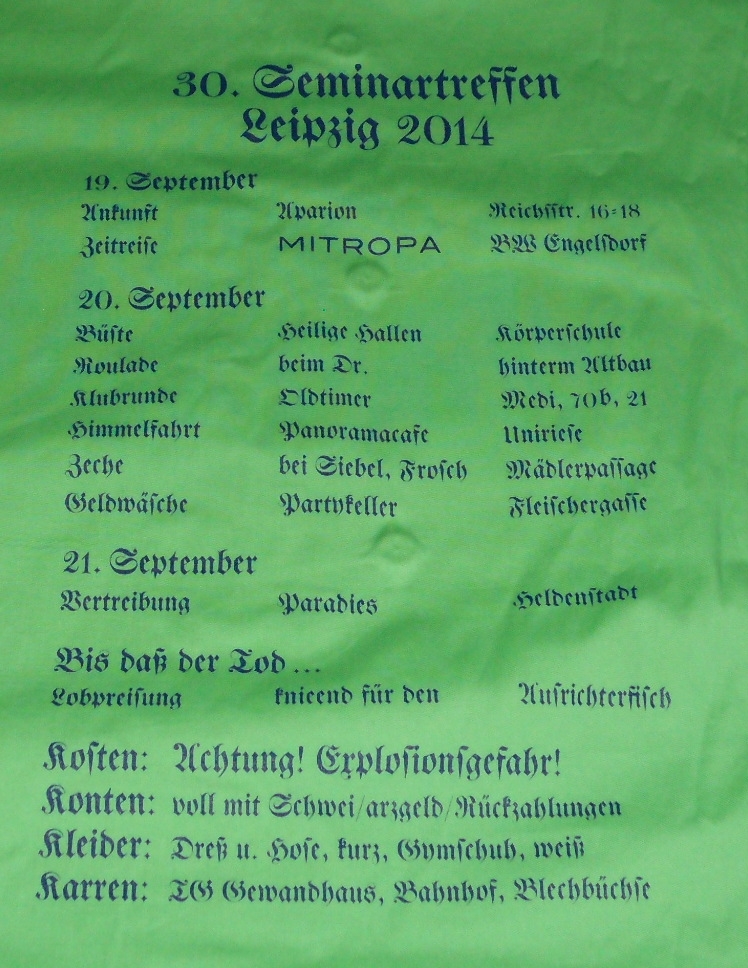 30. Seminartreffen
Leipzig 2014
19. September
Ankunft Aparion Reichsstr. 16-18
Zeitreise MITROPA BW Engelsdorf
20. September
Büste Heilige Hallen Körperschule
Roulade beim Dr. hinterm Altbau
Klubrunde Oldtimer Medi, 70b, 21
Himmelfahrt Panoramacafe Uniriese
Zeche bei Siebel, Frosch Mädlerpassage
Geldwäsche Partykeller Fleischergasse
21. September
Vertreibung Paradies Heldenstadt
Bis daß der Tod ...
Lobpreisung knieend für den Ausrichterfisch
Kosten: Achtung! Explosionsgefahr!
Konten: voll mit Schwei/arzgeld/Rückzahlungen
Kleider: Dreß u. Hose, kurz, Gymschuh, weiß
Karren: TG Gewandhaus, Bahnhof, Blechbüchse